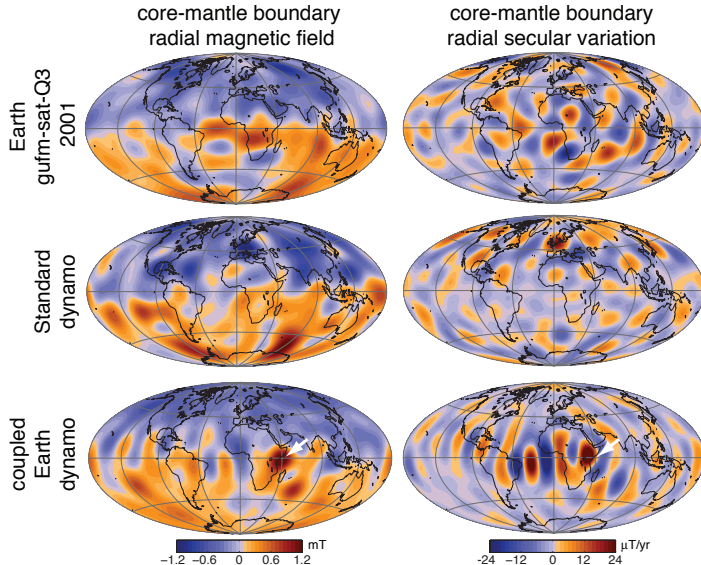 core-mantle boundary
radial magnetic field
core-mantle boundary
radial secular variation
Earth
gufm-sat-Q3
2001
Standard
dynamo
coupled
Earth
dynamo
mT
-1.2 -0.6 0 0.6 1.2
µT/yr
-24 -12 0 12 24